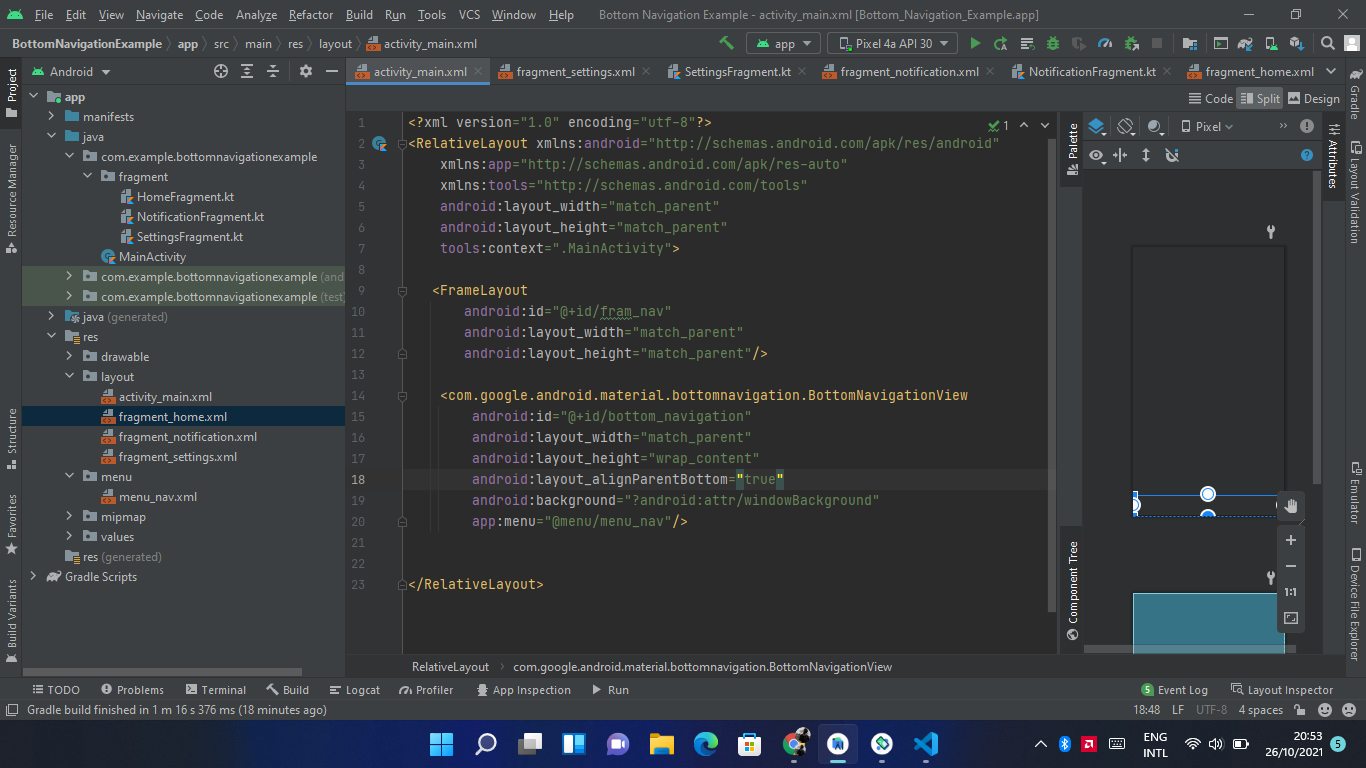 File Edit View Navigate Code Analyze Refactor Build Run Tools VCS Window Help Bottom Navigation Example - activity_main.xml [Bottom_Navigation_Example.app]
BottomNavigationExample app src main res layout activity_main.xml app Pixel 4a API 30
Project
Android
activity_main.xml fragment_settings.xml SettingsFragment.kt fragment_notification.xml NotificationFragment.kt fragment_home.xml
Code Split Design
app
manifests
java
com.example.bottomnavigationexample
fragment
HomeFragment.kt
NotificationFragment.kt
SettingsFragment.kt
MainActivity
com.example.bottomnavigationexample (and
com.example.bottomnavigationexample (test)
java (generated)
res
drawable
layout
activity_main.xml
fragment_home.xml
fragment_notification.xml
fragment_settings.xml
menu
menu_nav.xml
mipmap
values
res (generated)
Gradle Scripts
Resource Manager
Structure
Favorites
Build Variants
1 <?xml version="1.0" encoding="utf-8"?>
2 <RelativeLayout xmlns:android="http://schemas.android.com/apk/res/android"
3 xmlns:app="http://schemas.android.com/apk/res-auto"
4 xmlns:tools="http://schemas.android.com/tools"
5 android:layout_width="match_parent"
6 android:layout_height="match_parent"
7 tools:context=".MainActivity">
8
9 <FrameLayout
10 android:id="@+id/fram_nav"
11 android:layout_width="match_parent"
12 android:layout_height="match_parent"/>
13
14 <com.google.android.material.bottomnavigation.BottomNavigationView
15 android:id="@+id/bottom_navigation"
16 android:layout_width="match_parent"
17 android:layout_height="wrap_content"
18 android:layout_alignParentBottom="true"
19 android:background="?android:attr/windowBackground"
20 app:menu="@menu/menu_nav"/>
21
22
23 </RelativeLayout>
1
Palette
Component Tree
Pixel
1:1
Attributes
Gradle
Layout Validation
Emulator
Device File Explorer
RelativeLayout com.google.android.material.bottomnavigation.BottomNavigationView
TODO Problems Terminal Build Logcat Profiler App Inspection Run 5 Event Log Layout Inspector
Gradle build finished in 1 m 16 s 376 ms (18 minutes ago) 18:48 LF UTF-8 4 spaces
ENG
INTL
20:53
26/10/2021
5